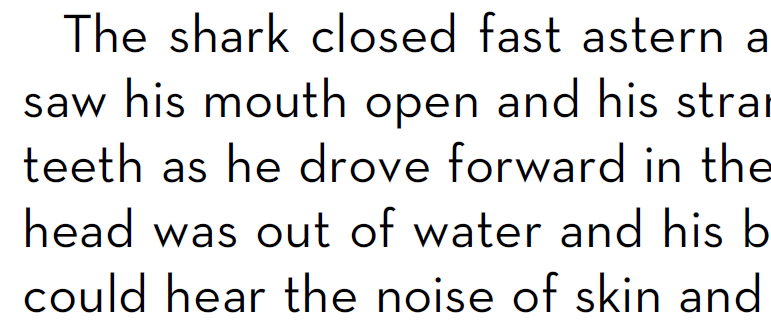 The shark closed fast astern a
saw his mouth open and his stran
teeth as he drove forward in the
head was out of water and his b
could hear the noise of skin and